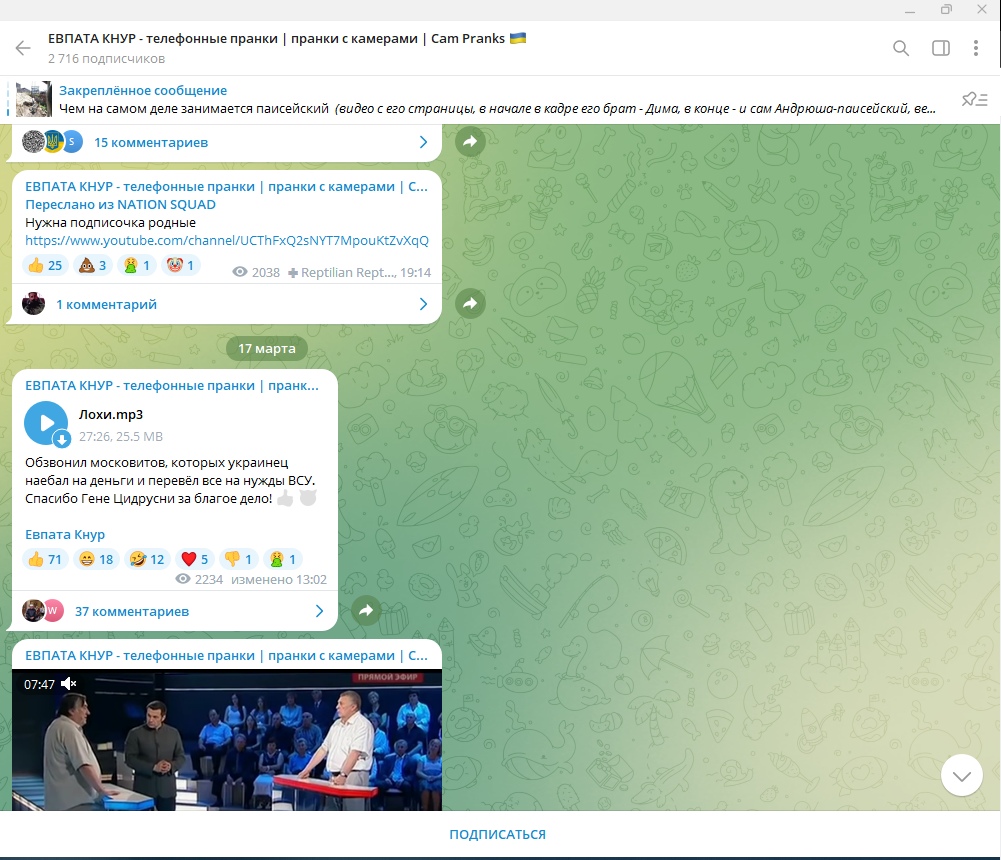 ЕВПАТА КНУР - телефонные пранки | пранки с камерами | Cam Pranks
2 716 подписчиков
Закреплённое сообщение
Чем на самом деле занимается паисейский (видео с его страницы, в начале в кадре его брат - Дима, в конце - и сам Андрюша-паисейский, ве...
S
15 комментариев
ЕВПАТА КНУР - телефонные пранки | пранки с камерами | С...
Переслано из NATION SQUAD
Нужна подписочка родные
https://www.youtube.com/channel/UCThFxQ2sNYT7MpouKtZvXqQ
25 3 1 1
2038 Reptilian Rept..., 19:14
1 комментарий
17 марта
ЕВПАТА КНУР - телефонные пранки | пранк...
Лохи.mp3
27:26, 25.5 MB
Обзвонил московитов, которых украинец
наебал на деньги и перевёл все на нужды ВСУ.
Спасибо Гене Цидрусни за благое дело!
Евпата Кнур
71 18 12 5 1 1
2234 изменено 13:02
W
37 комментариев
ЕВПАТА КНУР - телефонные пранки | пранки с камерами | С...
07:47
ПРЯМОЙ ЭФИР
ПОДПИСАТЬСЯ